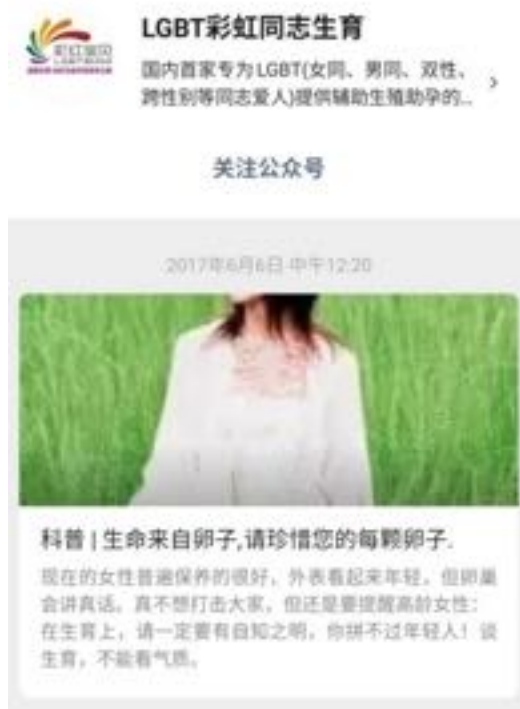 LGBT彩虹同志生育
彩虹宝贝
国内首家专为LGBT(女同、男同、双性、
跨性别等同志爱人)提供辅助生殖助孕的...
关注公众号
2017年6月6日 中午12:20
科普 | 生命来自卵子,请珍惜您的每颗卵子.
现在的女性普遍保养的很好，外表看起来年轻，但卵巢
会讲真话。真不想打击大家，但还是要提醒高龄女性：
在生育上，请一定要有自知之明，你拼不过年轻人！谈
生育，不能看气质。